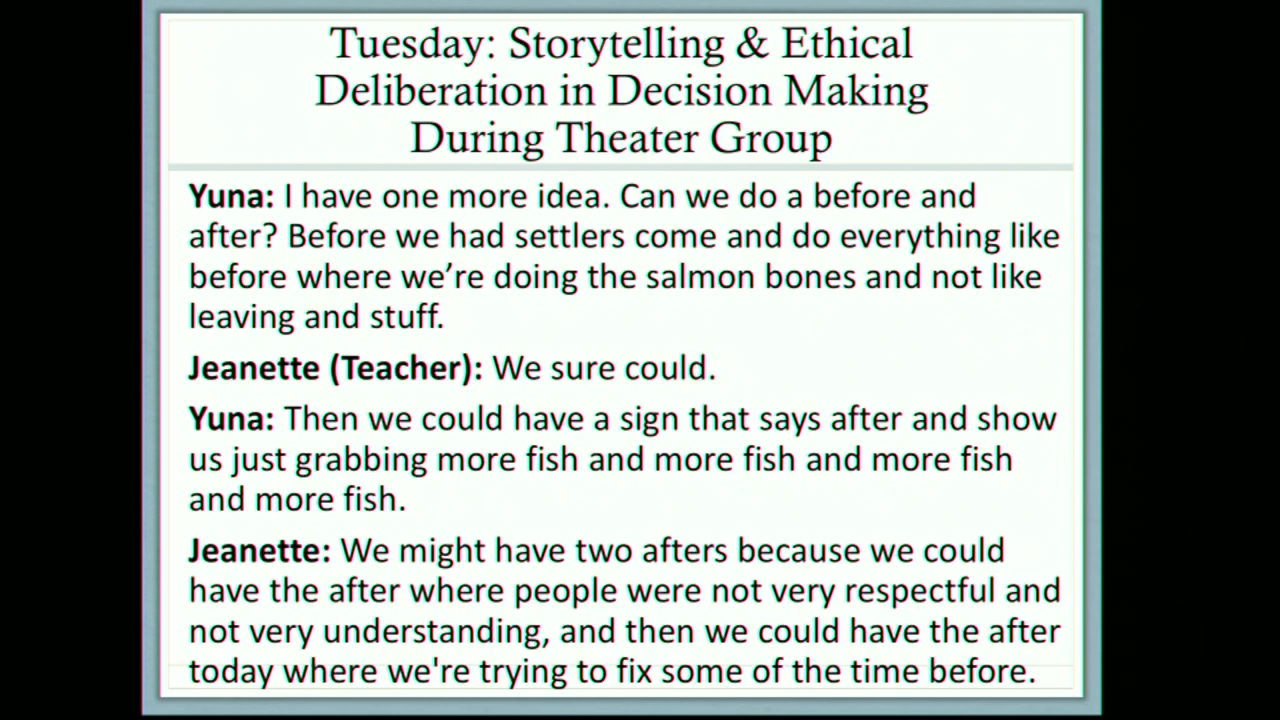 Tuesday: Storytelling & Ethical
Deliberation in Decision Making
During Theater Group
Yuna: I have one more idea. Can we do a before and
after? Before we had settlers come and do everything like
before where we’re doing the salmon bones and not like
leaving and stuff.
Jeanette (Teacher): We sure could.
Yuna: Then we could have a sign that says after and show
us just grabbing more fish and more fish and more fish
and more fish.
Jeanette: We might have two afters because we could
have the after where people were not very respectful and
not very understanding, and then we could have the after
today where we're trying to fix some of the time before.